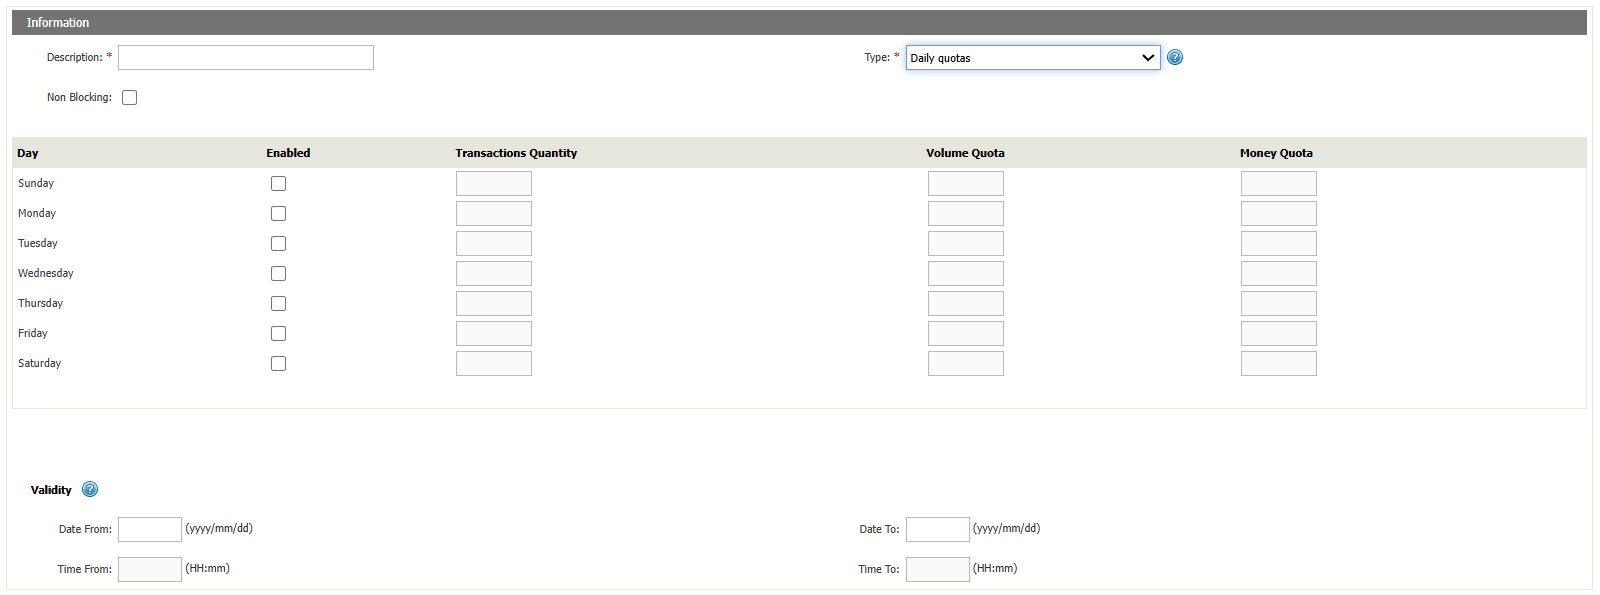 Information
Description: * Type: * Daily quotas
Non Blocking:
Day Enabled Transactions Quantity Volume Quota Money Quota
Sunday
Monday
Tuesday
Wednesday
Thursday
Friday
Saturday
Validity
Date From: (yyyy/mm/dd) Date To: (yyyy/mm/dd)
Time From: (HH:mm) Time To: (HH:mm)